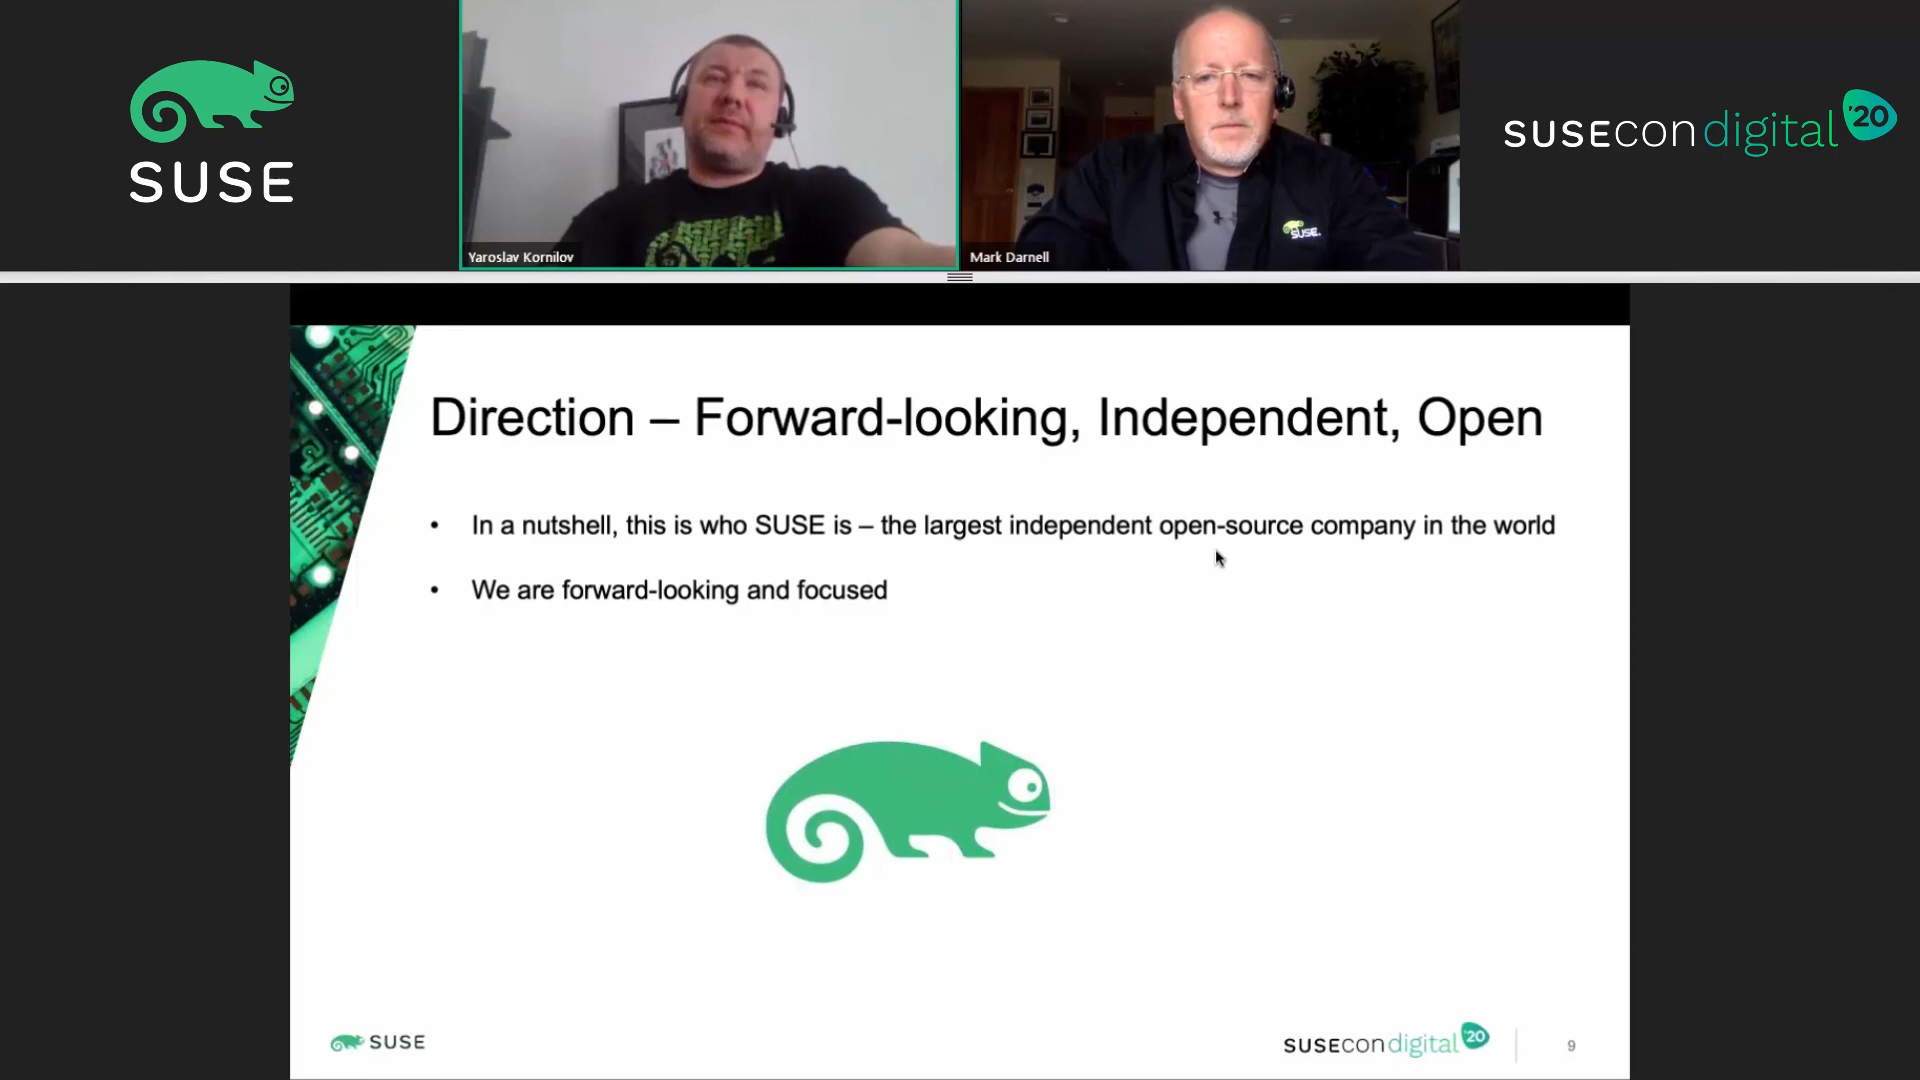 SUSE
Yaroslav Kornilov
SUSE.
Mark Darnell
SUSECON digital '20
Direction – Forward-looking, Independent, Open
• In a nutshell, this is who SUSE is – the largest independent open-source company in the world
• We are forward-looking and focused
SUSE
SUSECON digital '20
9